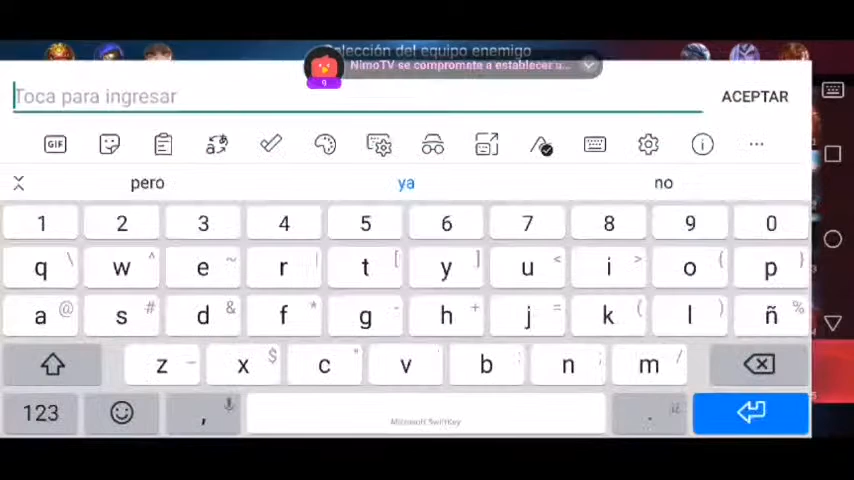 Selección del equipo enemigo
NimoTV se compromete a establecer u...
9
Toca para ingresar
ACEPTAR
GIF
pero ya no
1 2 3 4 5 6 7 8 9 0
q \ w ^ e ~ r | t [ y ] u < i > o { p }
a @ s # d & f * g - h + j = k ( l ) ñ %
z _ x $ c " v b : n ; m /
123 , Microsoft SwiftKey .